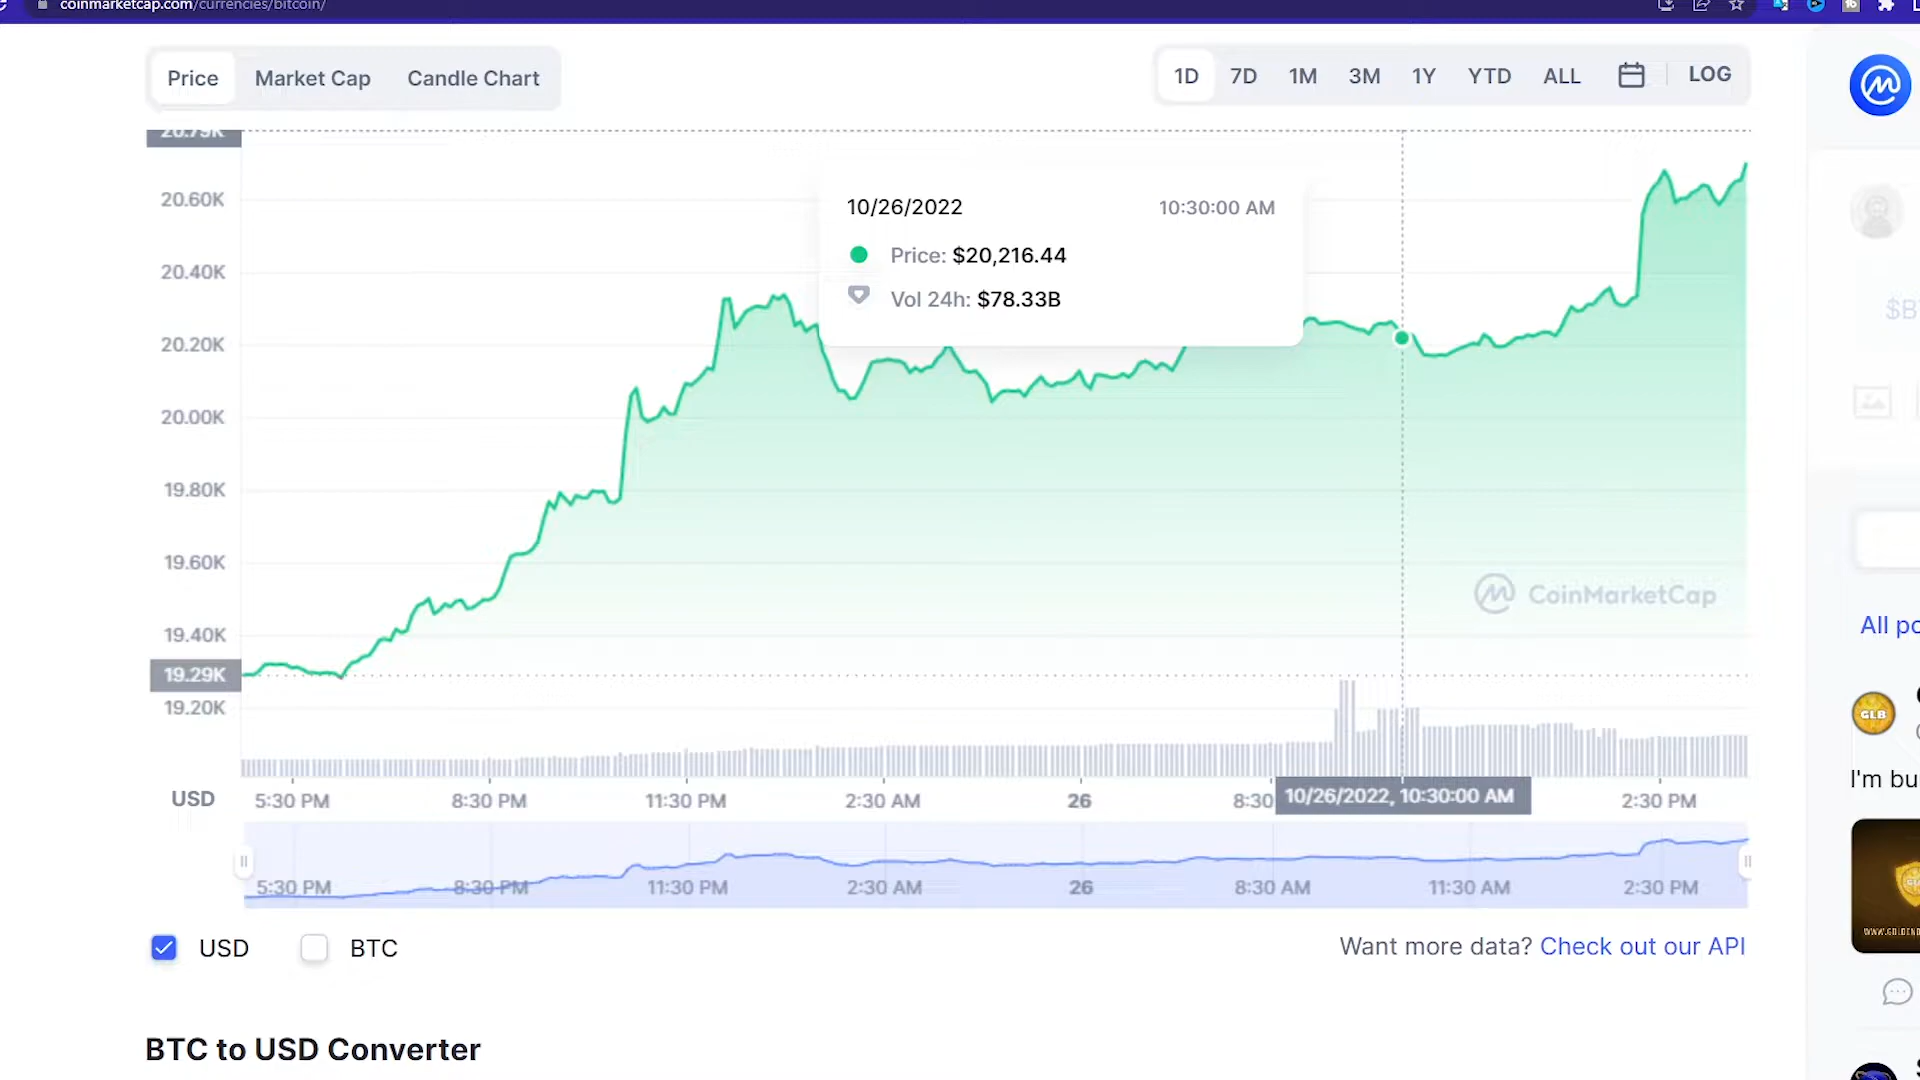 coinmarketcap.com/currencies/bitcoin/
Price Market Cap Candle Chart
1D 7D 1M 3M 1Y YTD ALL LOG
20.79K
20.60K
10/26/2022 10:30:00 AM
Price: $20,216.44
Vol 24h: $78.33B
$B
20.40K
20.20K
20.00K
19.80K
19.60K
CoinMarketCap
19.40K
All po
19.29K
19.20K
GLB
I'm bu
USD 5:30 PM 8:30 PM 11:30 PM 2:30 AM 26 8:30 10/26/2022, 10:30:00 AM 2:30 PM
5:30 PM 8:30 PM 11:30 PM 2:30 AM 26 8:30 AM 11:30 AM 2:30 PM
USD BTC
Want more data? Check out our API
BTC to USD Converter